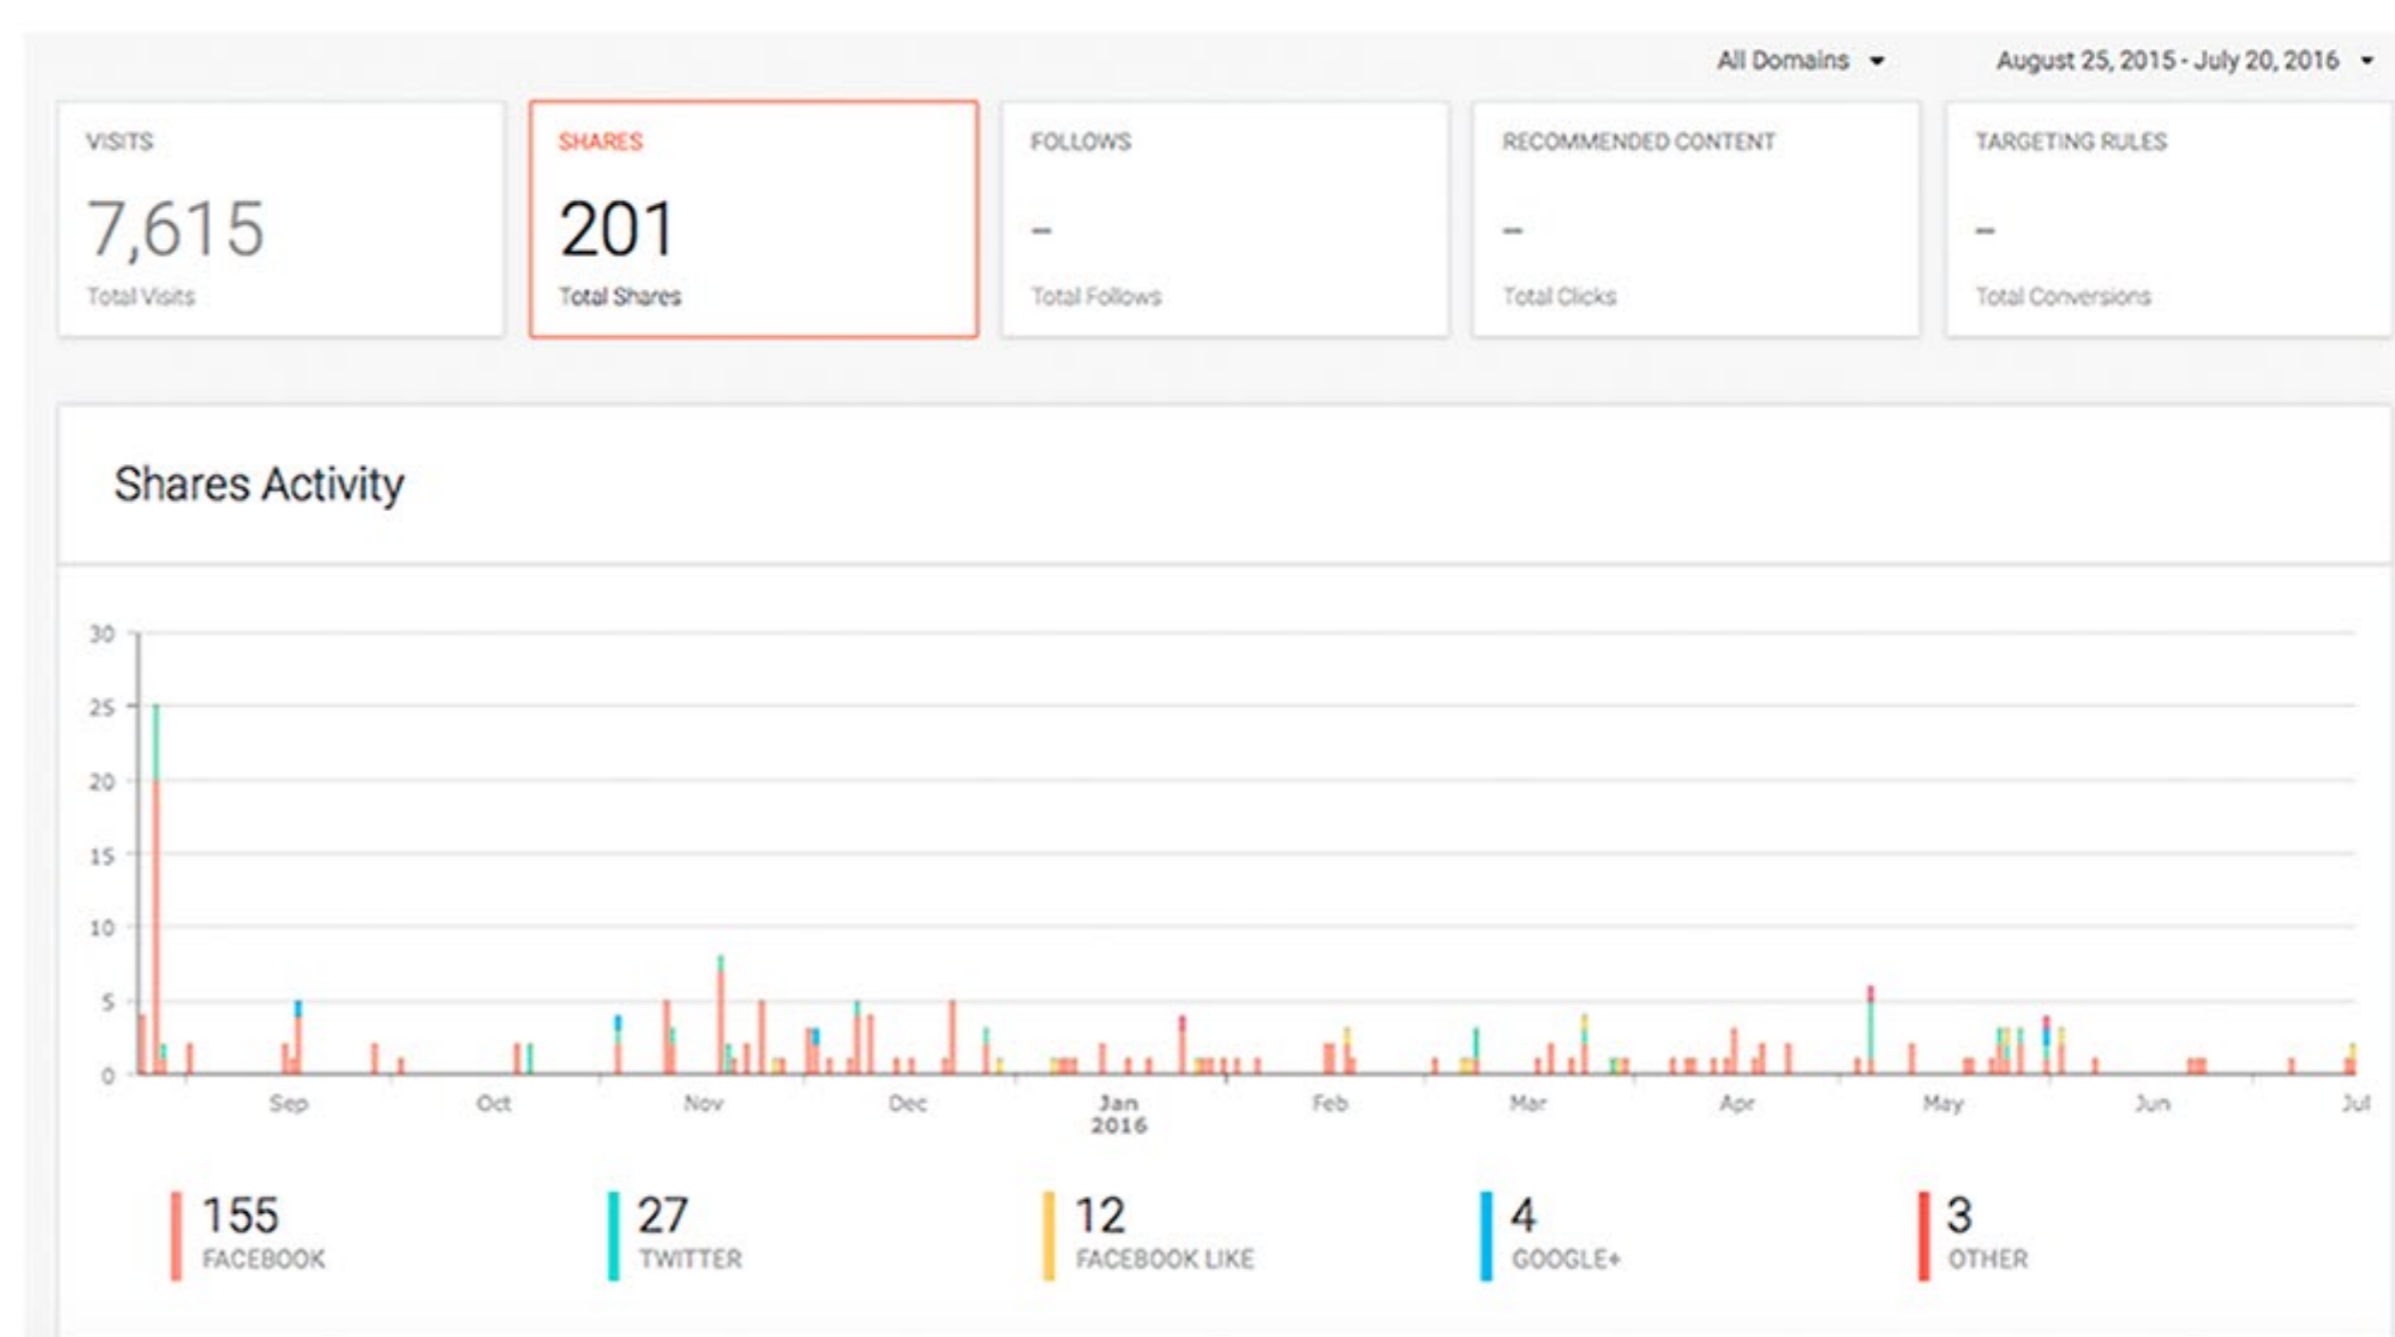 All Domains August 25, 2015 - July 20, 2016
VISITS
7,615
Total Visits
SHARES
201
Total Shares
FOLLOWS
–
Total Follows
RECOMMENDED CONTENT
–
Total Clicks
TARGETING RULES
–
Total Conversions
Shares Activity
30
25
20
15
10
5
0
Sep Oct Nov Dec Jan Feb Mar Apr May Jun Jul
2016
155
FACEBOOK
27
TWITTER
12
FACEBOOK LIKE
4
GOOGLE+
3
OTHER